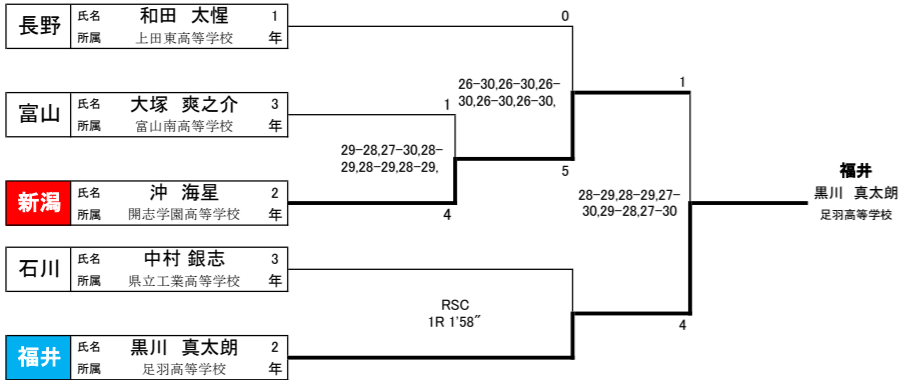 長野 氏名 和田 太惺 1
所属 上田東高等学校 年
0
26-30,26-30,26-
30,26-30,26-30,
1
富山 氏名 大塚 爽之介 3
所属 富山南高等学校 年
1
29-28,27-30,28-
29,28-29,28-29,
5
新潟 氏名 沖 海星 2
所属 開志学園高等学校 年
4
28-29,28-29,27-
30,29-28,27-30
福井
黒川 真太朗
足羽高等学校
石川 氏名 中村 銀志 3
所属 県立工業高等学校 年
RSC
1R 1'58″
4
福井 氏名 黒川 真太朗 2
所属 足羽高等学校 年